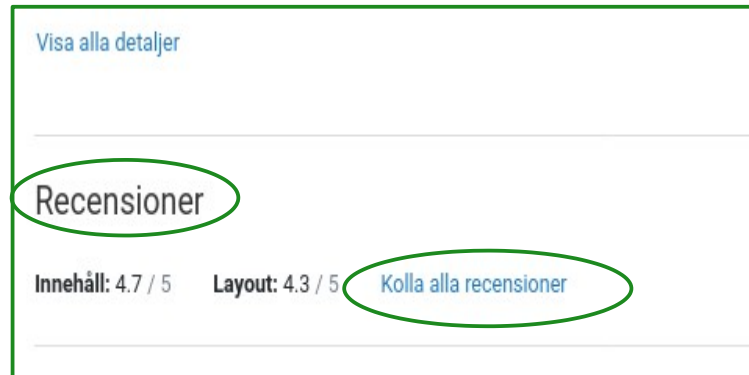 Visa alla detaljer
Recensioner
Innehåll: 4.7 / 5 Layout: 4.3 / 5 Kolla alla recensioner